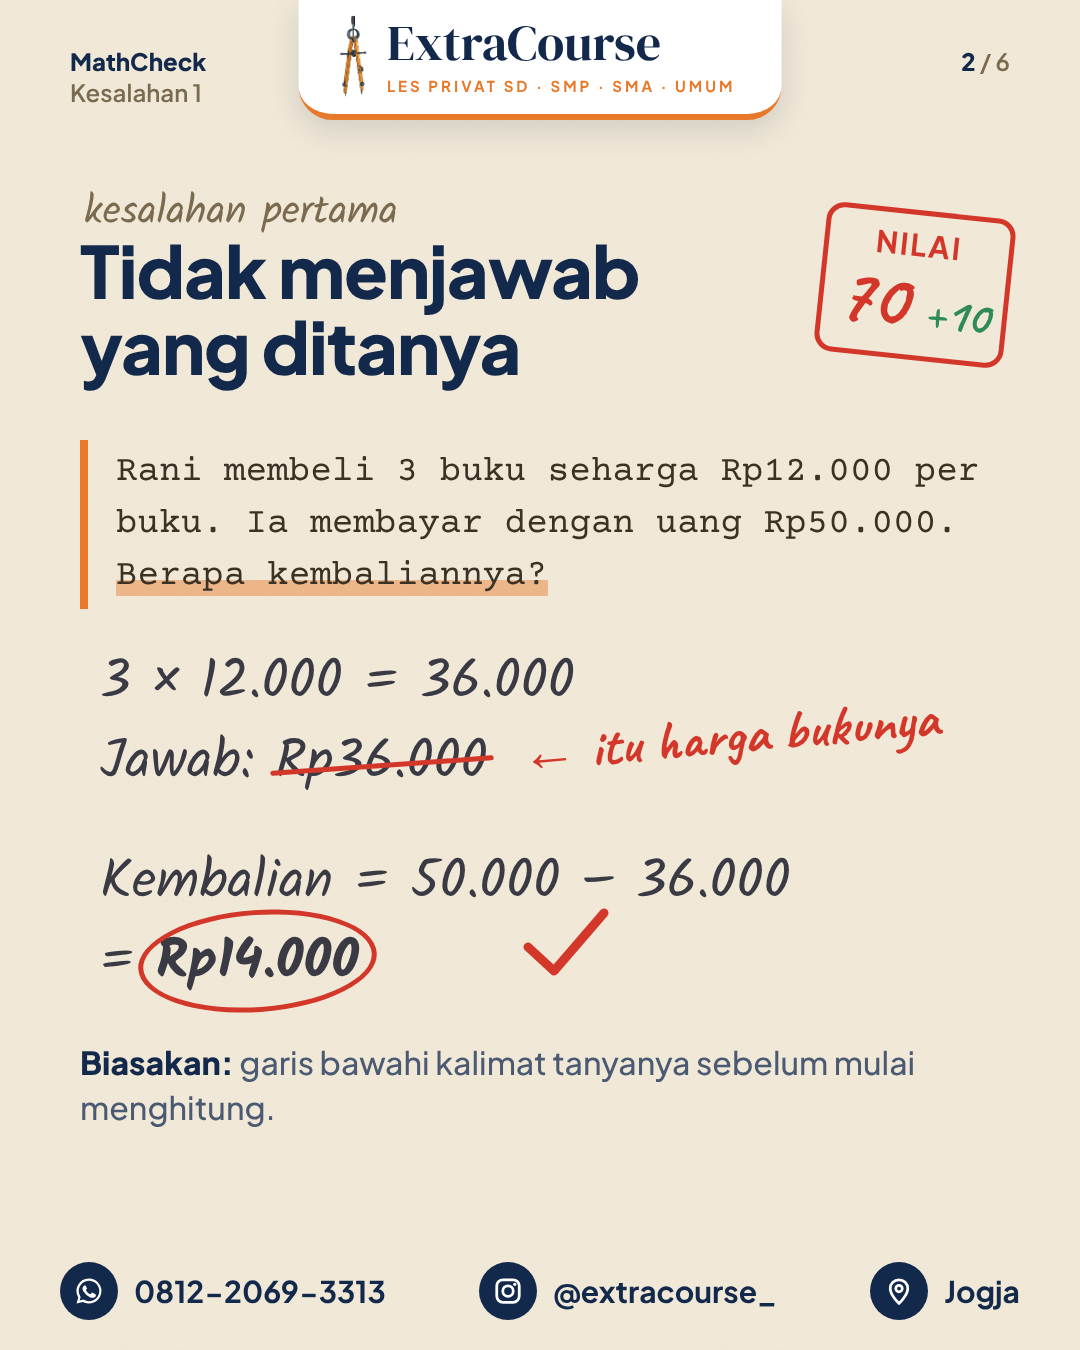 MathCheck
Kesalahan 1
ExtraCourse
LES PRIVAT SD · SMP · SMA · UMUM
2 / 6
kesalahan pertama
Tidak menjawab
yang ditanya
NILAI
70 +10
Rani membeli 3 buku seharga Rp12.000 per
buku. Ia membayar dengan uang Rp50.000.
Berapa kembaliannya?
3 × 12.000 = 36.000
Jawab: Rp36.000 ← itu harga bukunya
Kembalian = 50.000 – 36.000
= Rp14.000
Biasakan: garis bawahi kalimat tanyanya sebelum mulai
menghitung.
0812-2069-3313
@extracourse_
Jogja